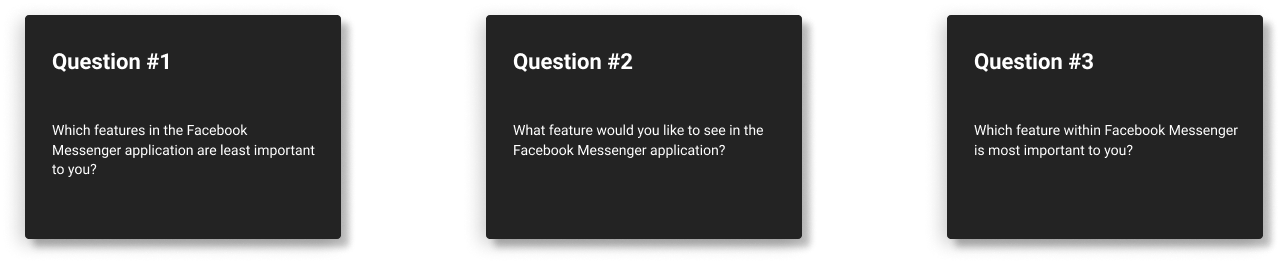 Question #1
Which features in the Facebook
Messenger application are least important
to you?
Question #2
What feature would you like to see in the
Facebook Messenger application?
Question #3
Which feature within Facebook Messenger
is most important to you?